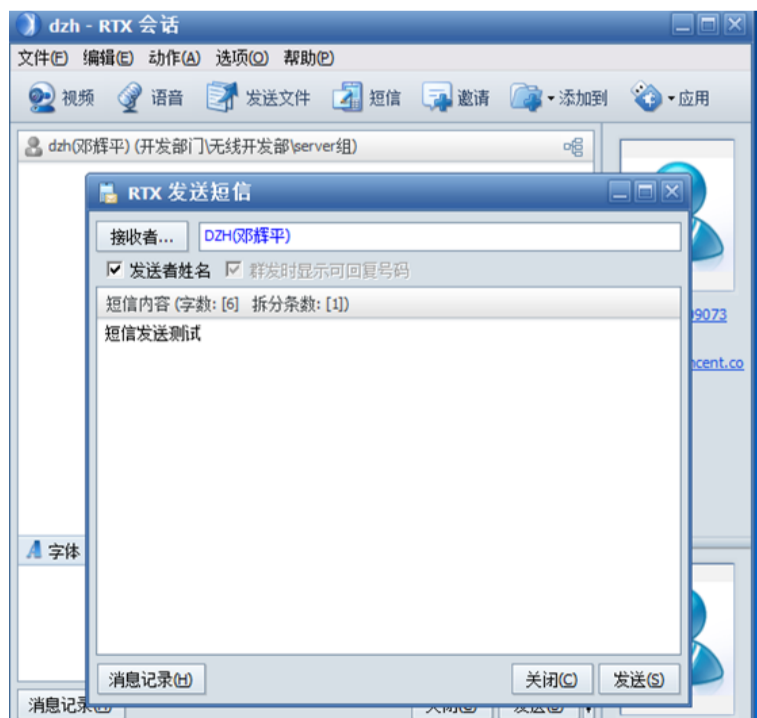 dzh - RTX 会话
文件(F) 编辑(E) 动作(A) 选项(O) 帮助(P)
视频 语音 发送文件 短信 邀请 添加到 应用
dzh(邓辉平) (开发部门\无线开发部\server组)
RTX 发送短信
接收者... DZH(邓辉平)
发送者姓名 群发时显示可回复号码
短信内容 (字数: [6] 拆分条数: [1])
短信发送测试
9073
ncent.co
字体
消息记录(H) 关闭(C) 发送(S)
消息记录